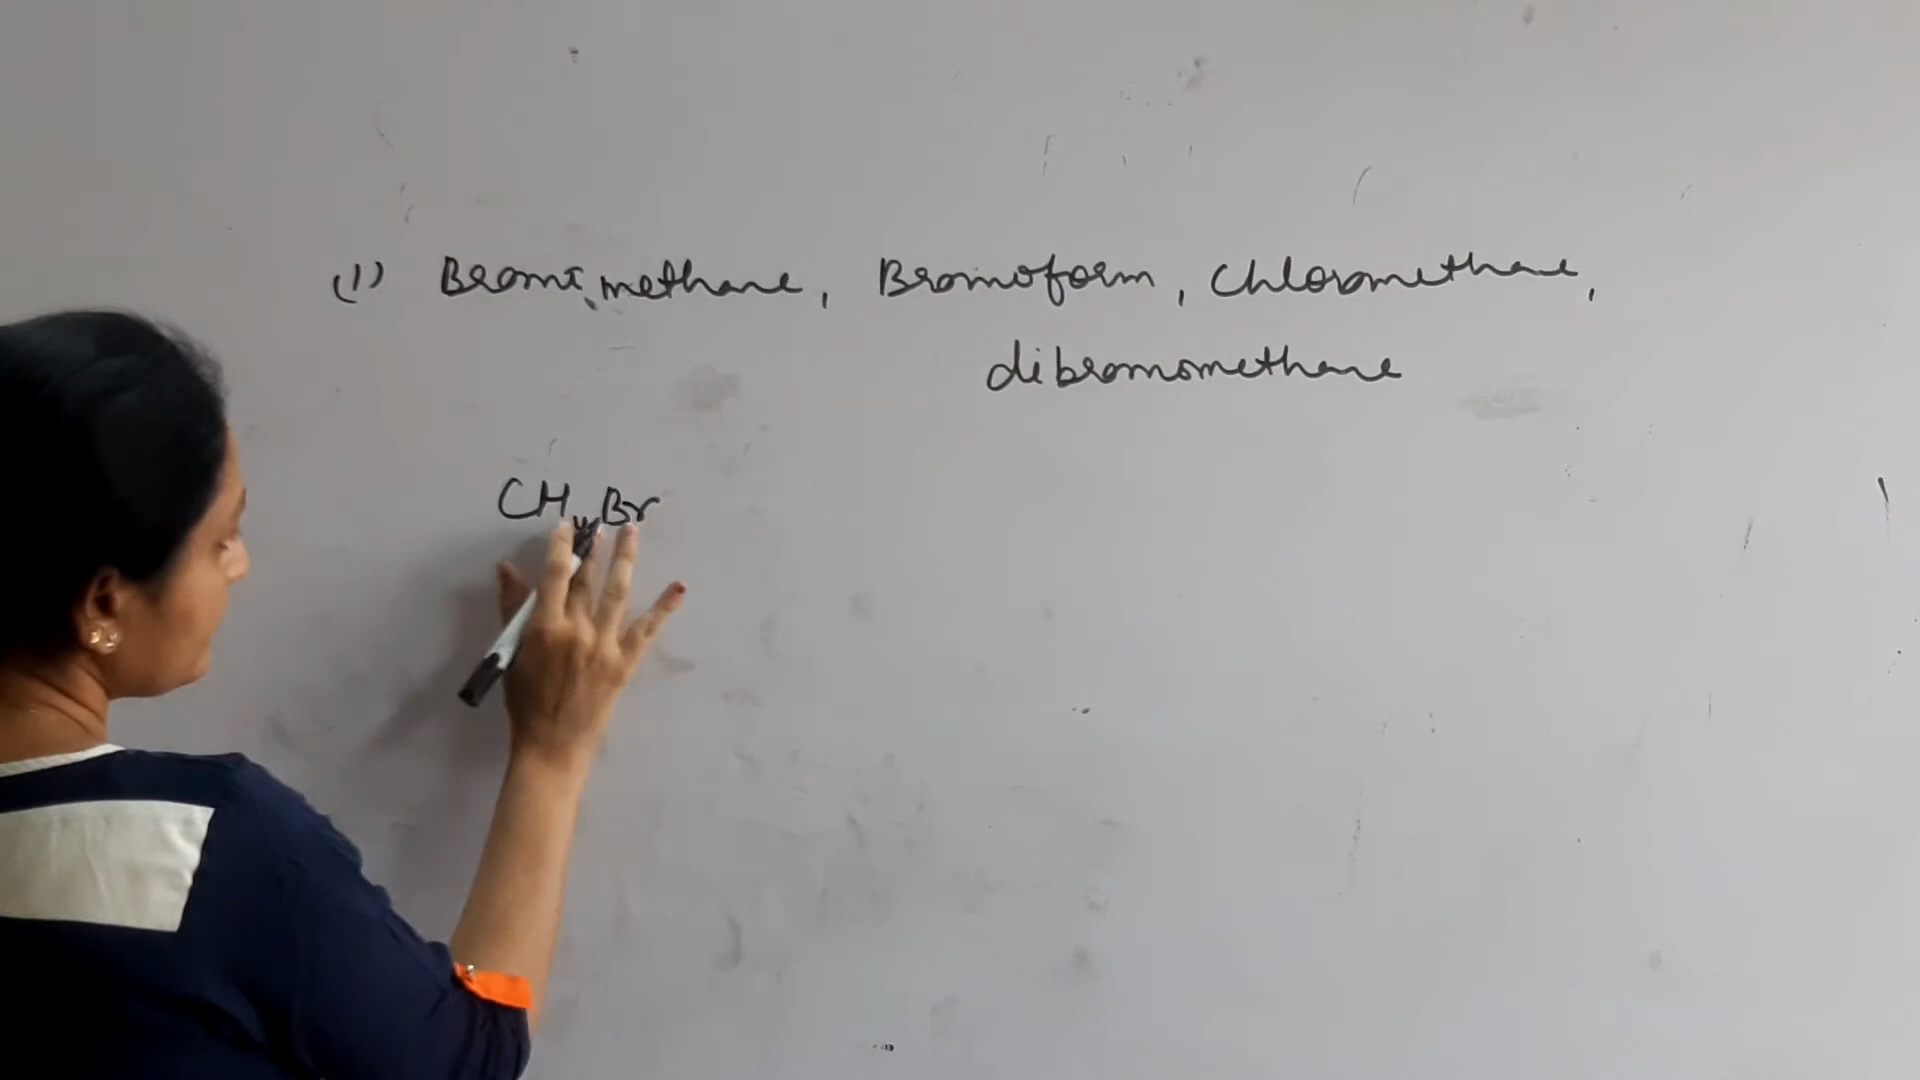 (1) Bromomethane, Bromoform, Chloromethane,
dibromomethane
CH₃Br